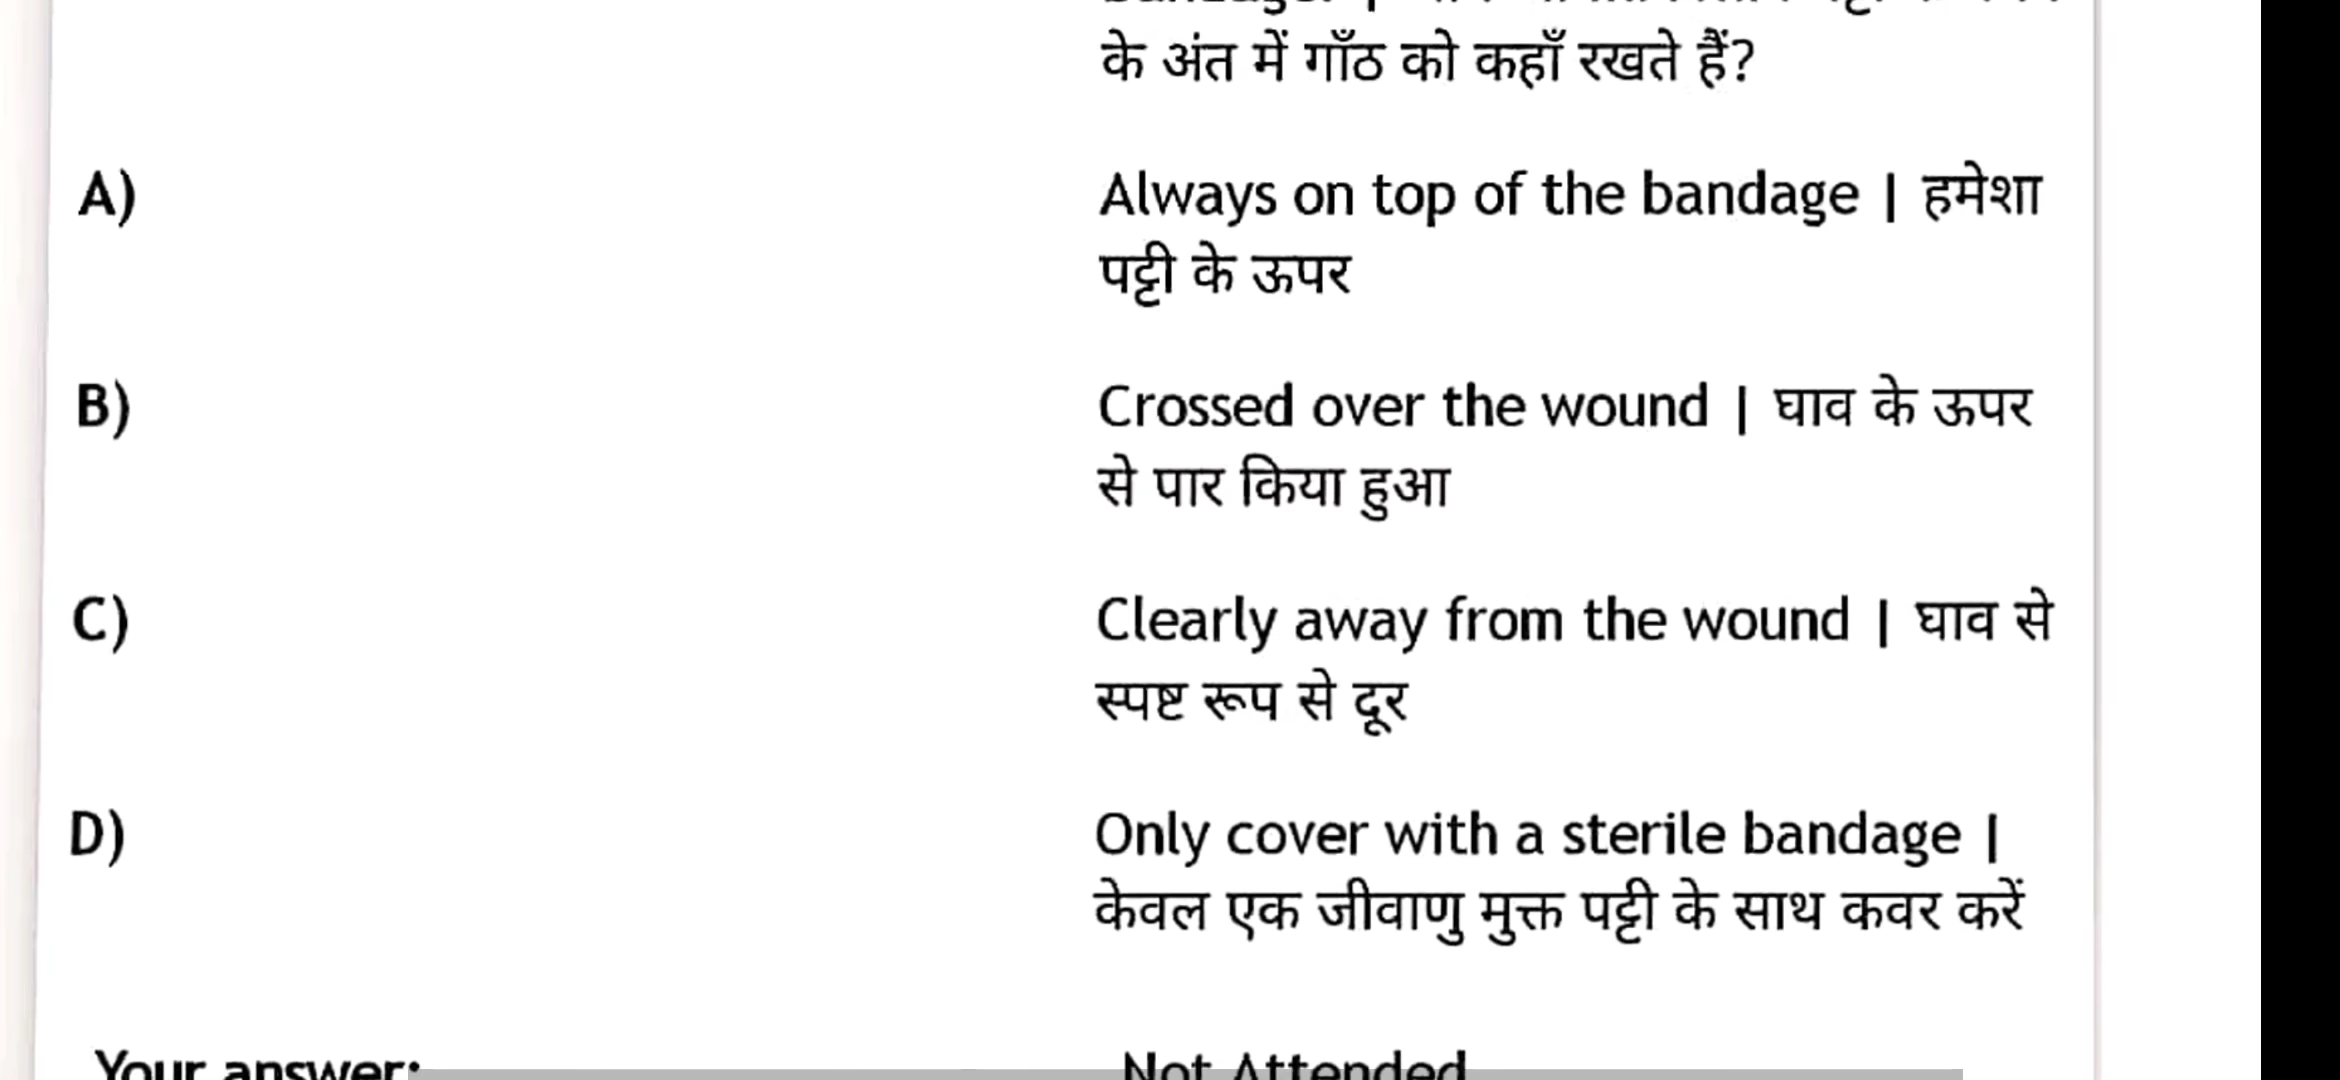 के अंत में गाँठ को कहाँ रखते हैं?
A) Always on top of the bandage | हमेशा
पट्टी के ऊपर
B) Crossed over the wound | घाव के ऊपर
से पार किया हुआ
C) Clearly away from the wound | घाव से
स्पष्ट रूप से दूर
D) Only cover with a sterile bandage |
केवल एक जीवाणु मुक्त पट्टी के साथ कवर करें
Your answer: Not Attended